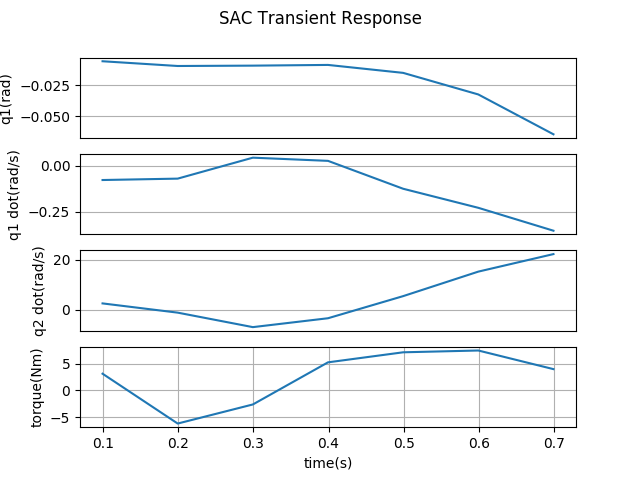 SAC Transient Response
q1(rad)
−0.025
−0.050
q1 dot(rad/s)
0.00
−0.25
q2 dot(rad/s)
20
0
torque(Nm)
5
0
−5
0.1 0.2 0.3 0.4 0.5 0.6 0.7
time(s)